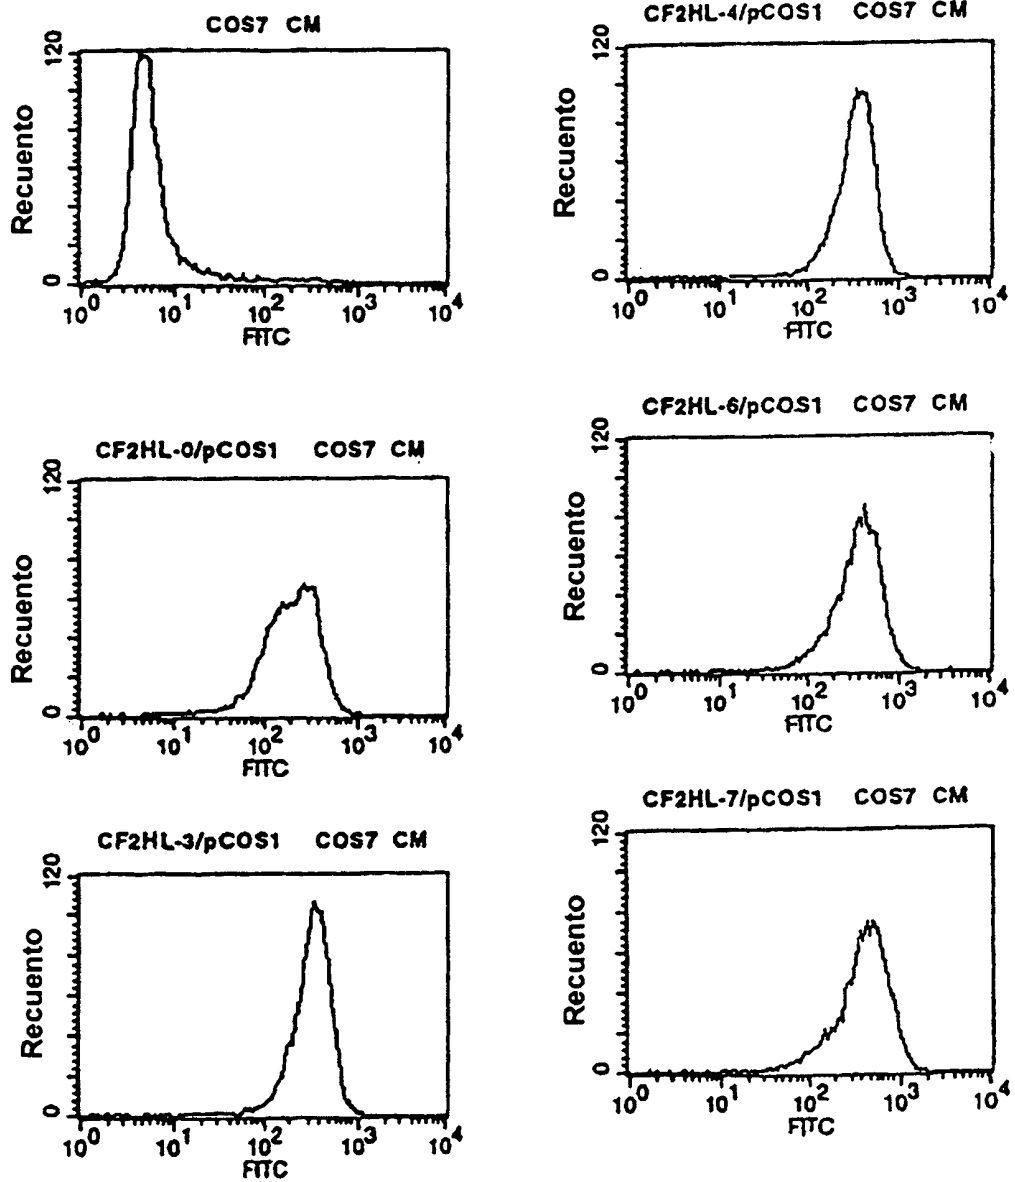 COS7 CM
120
Recuento
0
10^0 10^1 10^2 10^3 10^4
FITC
CF2HL-0/pCOS1 COS7 CM
120
Recuento
0
10^0 10^1 10^2 10^3 10^4
FITC
CF2HL-3/pCOS1 COS7 CM
120
Recuento
0
10^0 10^1 10^2 10^3 10^4
FITC
CF2HL-4/pCOS1 COS7 CM
120
Recuento
0
10^0 10^1 10^2 10^3 10^4
FITC
CF2HL-6/pCOS1 COS7 CM
120
Recuento
0
10^0 10^1 10^2 10^3 10^4
FITC
CF2HL-7/pCOS1 COS7 CM
120
Recuento
0
10^0 10^1 10^2 10^3 10^4
FITC